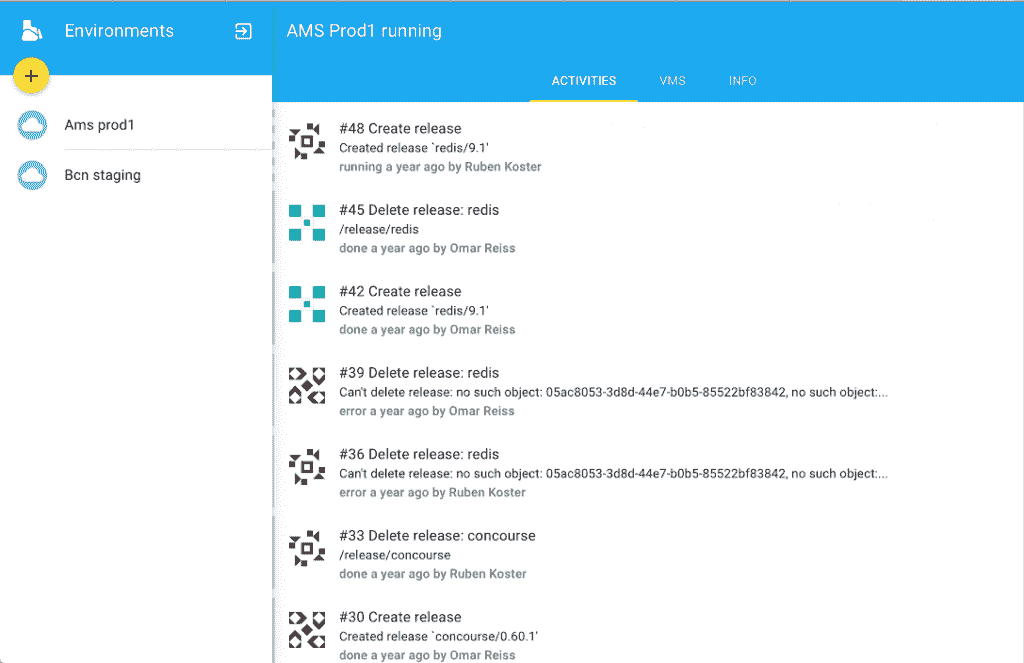 Environments
AMS Prod1 running
ACTIVITIES
VMS
INFO
Ams prod1
Bcn staging
#48 Create release
Created release `redis/9.1'
running a year ago by Ruben Koster
#45 Delete release: redis
/release/redis
done a year ago by Omar Reiss
#42 Create release
Created release `redis/9.1'
done a year ago by Omar Reiss
#39 Delete release: redis
Can't delete release: no such object: 05ac8053-3d8d-44e7-b0b5-85522bf83842, no such object:...
error a year ago by Omar Reiss
#36 Delete release: redis
Can't delete release: no such object: 05ac8053-3d8d-44e7-b0b5-85522bf83842, no such object:...
error a year ago by Ruben Koster
#33 Delete release: concourse
/release/concourse
done a year ago by Ruben Koster
#30 Create release
Created release `concourse/0.60.1'
done a year ago by Omar Reiss